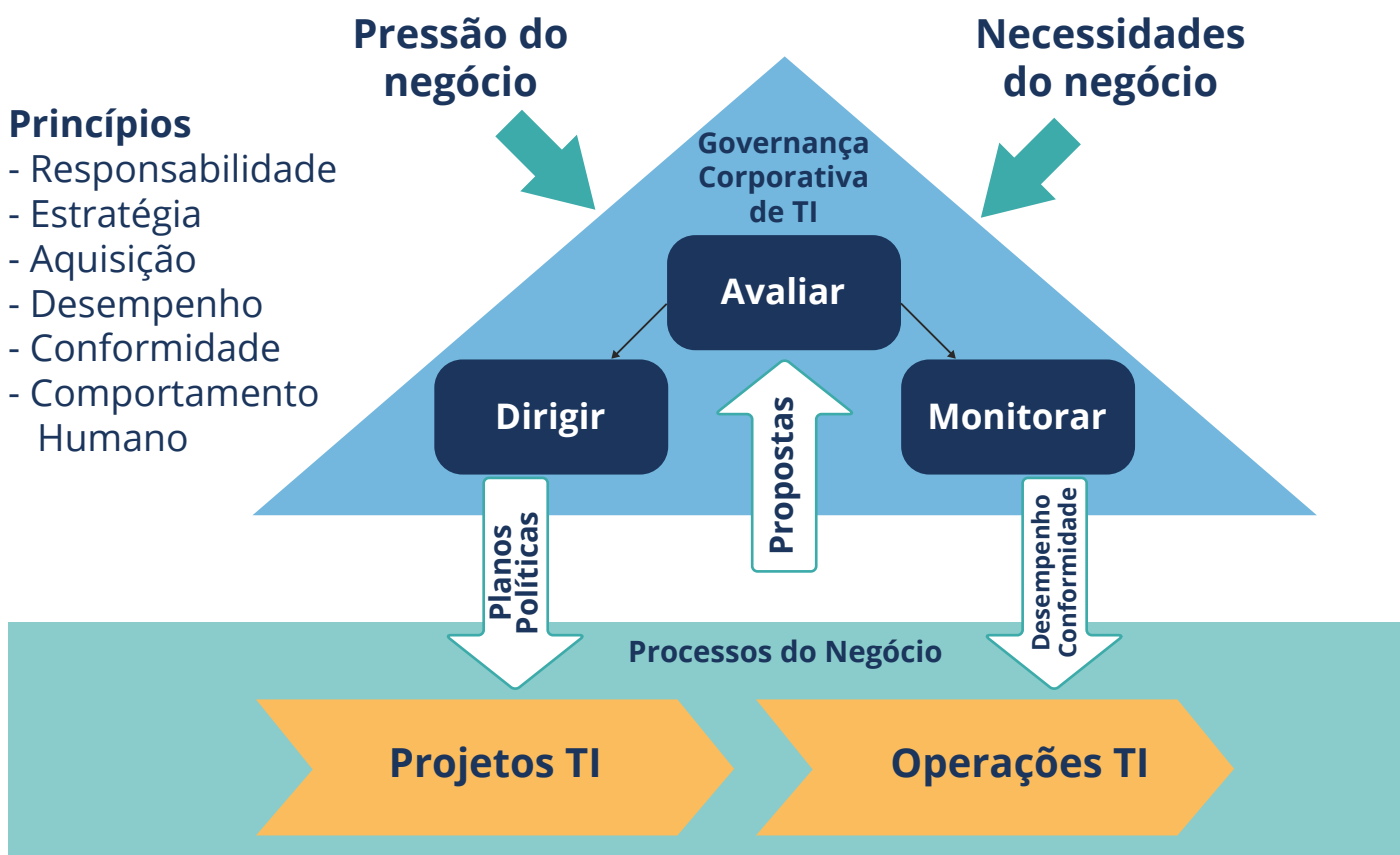 Pressão do
negócio
Necessidades
do negócio
Princípios
- Responsabilidade
- Estratégia
- Aquisição
- Desempenho
- Conformidade
- Comportamento
Humano
Governança
Corporativa
de TI
Avaliar
Dirigir
Monitorar
Planos
Políticas
Propostas
Desempenho
Conformidade
Processos do Negócio
Projetos TI
Operações TI